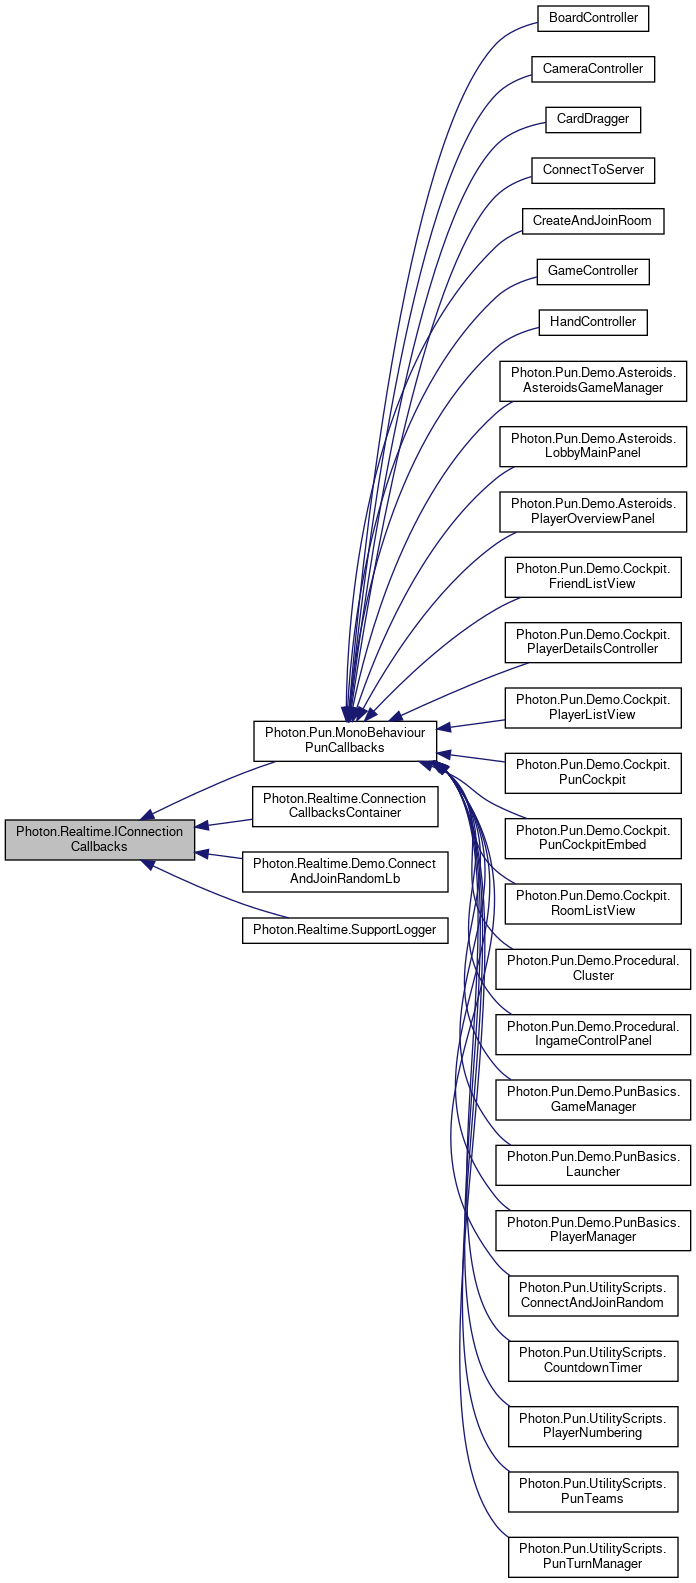 BoardController
CameraController
CardDragger
ConnectToServer
CreateAndJoinRoom
GameController
HandController
Photon.Pun.Demo.Asteroids.
AsteroidsGameManager
Photon.Pun.Demo.Asteroids.
LobbyMainPanel
Photon.Pun.Demo.Asteroids.
PlayerOverviewPanel
Photon.Pun.Demo.Cockpit.
FriendListView
Photon.Pun.Demo.Cockpit.
PlayerDetailsController
Photon.Pun.Demo.Cockpit.
PlayerListView
Photon.Pun.Demo.Cockpit.
PunCockpit
Photon.Pun.Demo.Cockpit.
PunCockpitEmbed
Photon.Pun.Demo.Cockpit.
RoomListView
Photon.Pun.Demo.Procedural.
Cluster
Photon.Pun.Demo.Procedural.
IngameControlPanel
Photon.Pun.Demo.PunBasics.
GameManager
Photon.Pun.Demo.PunBasics.
Launcher
Photon.Pun.Demo.PunBasics.
PlayerManager
Photon.Pun.UtilityScripts.
ConnectAndJoinRandom
Photon.Pun.UtilityScripts.
CountdownTimer
Photon.Pun.UtilityScripts.
PlayerNumbering
Photon.Pun.UtilityScripts.
PunTeams
Photon.Pun.UtilityScripts.
PunTurnManager
Photon.Pun.MonoBehaviour
PunCallbacks
Photon.Realtime.Connection
CallbacksContainer
Photon.Realtime.Demo.Connect
AndJoinRandomLb
Photon.Realtime.SupportLogger
Photon.Realtime.IConnection
Callbacks